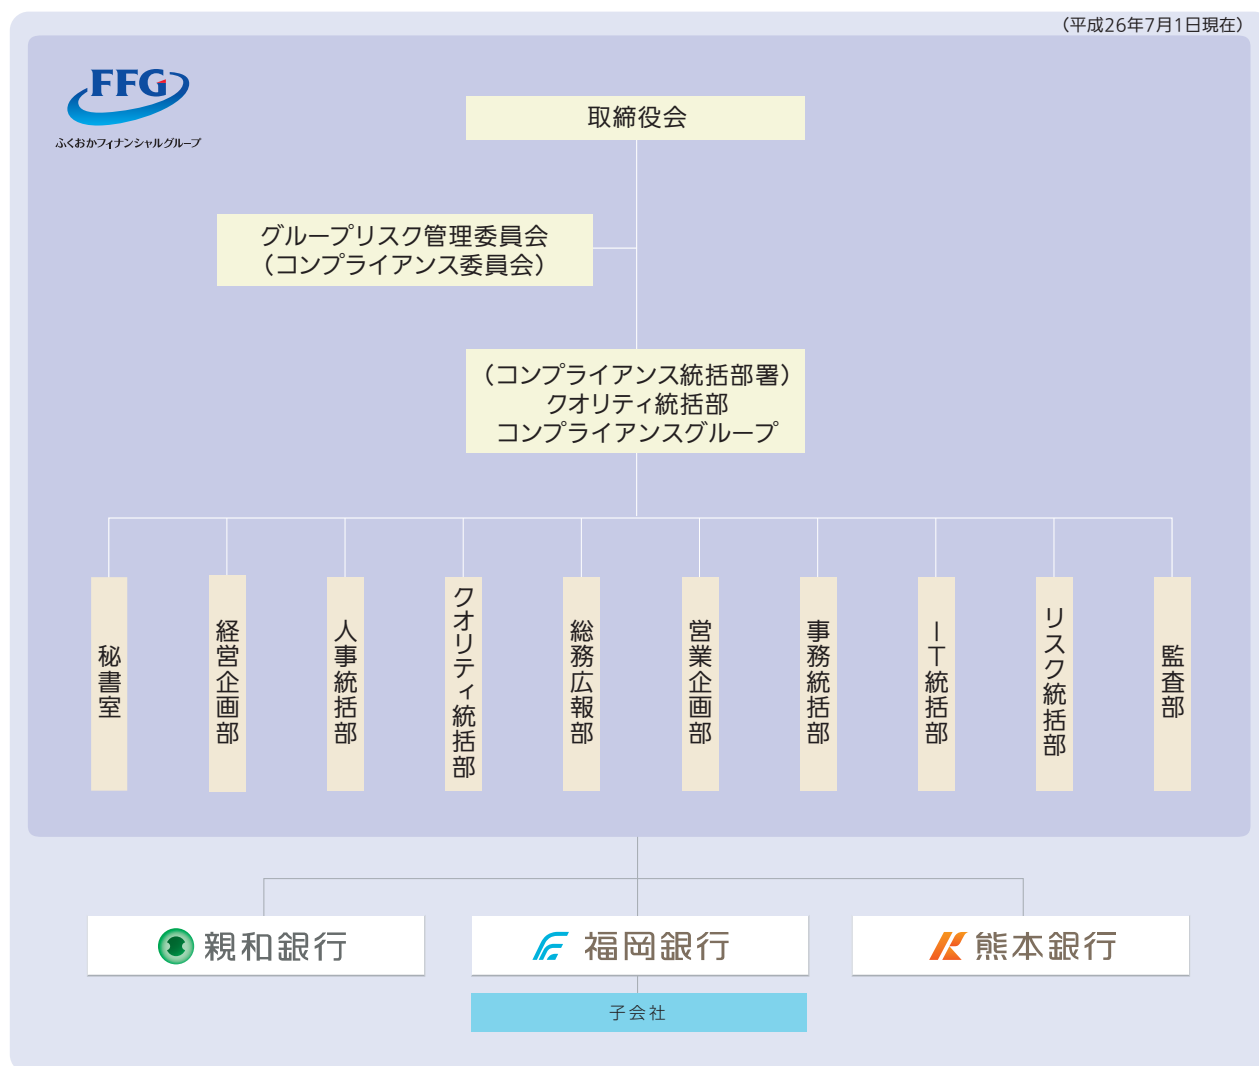 （平成26年7月1日現在）
FFG
ふくおかフィナンシャルグループ
取締役会
グループリスク管理委員会
（コンプライアンス委員会）
（コンプライアンス統括部署）
クオリティ統括部
コンプライアンスグループ
秘書室
経営企画部
人事統括部
クオリティ統括部
総務広報部
営業企画部
事務統括部
IT統括部
リスク統括部
監査部
親和銀行
福岡銀行
熊本銀行
子会社